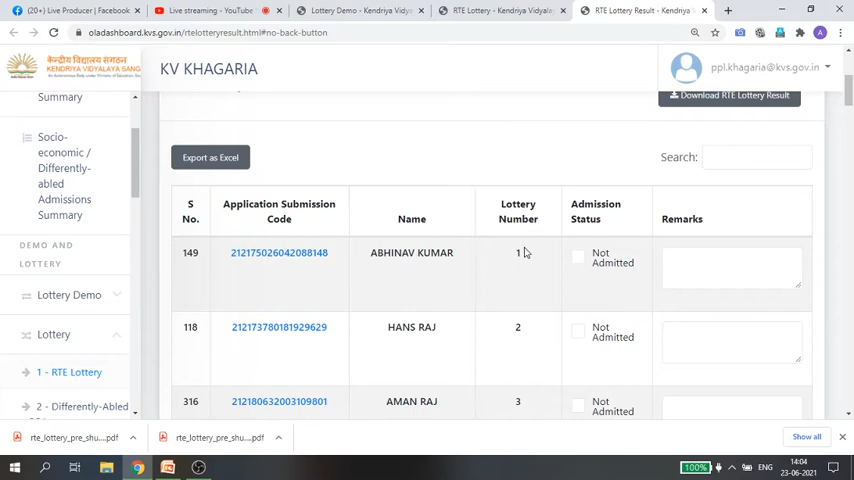 (20+) Live Producer | Facebook
Live streaming - YouTube
Lottery Demo - Kendriya Vidya
RTE Lottery - Kendriya Vidyala
RTE Lottery Result - Kendriya V
oladashboard.kvs.gov.in/rtelotteryresult.html#no-back-button
A
केन्द्रीय विद्यालय संगठन
KENDRIYA VIDYALAYA SANG
KV KHAGARIA
ppl.khagaria@kvs.gov.in
Summary
Socio-
economic /
Differently-
abled
Admissions
Summary
DEMO AND
LOTTERY
Lottery Demo
Lottery
1 - RTE Lottery
2 - Differently-Abled
Download RTE Lottery Result
Export as Excel
Search:
S No.
Application Submission Code
Name
Lottery Number
Admission Status
Remarks
149 212175026042088148 ABHINAV KUMAR 1 Not Admitted
118 212173780181929629 HANS RAJ 2 Not Admitted
316 212180632003109801 AMAN RAJ 3 Not Admitted
rte_lottery_pre_shu....pdf
rte_lottery_pre_shu....pdf
Show all
100%
ENG
14:04
23-06-2021